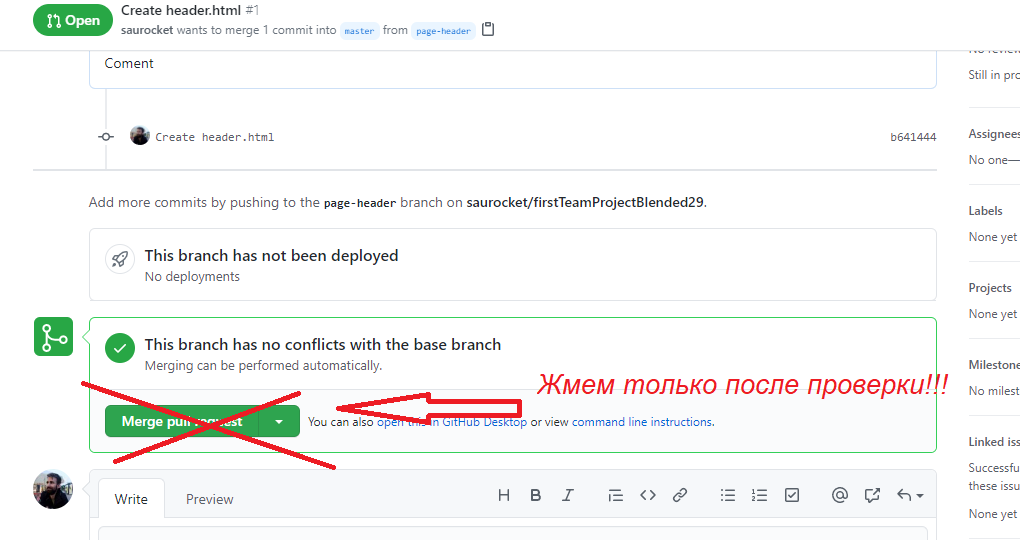 Open
Create header.html #1
saurocket wants to merge 1 commit into master from page-header
Coment
Still in pro
Create header.html
b641444
Assignees
No one—
Add more commits by pushing to the page-header branch on saurocket/firstTeamProjectBlended29.
Labels
None yet
This branch has not been deployed
No deployments
Projects
None yet
This branch has no conflicts with the base branch
Merging can be performed automatically.
Milestone
No milest
Жмем только после проверки!!!
Merge pull request
You can also open this in GitHub Desktop or view command line instructions.
Linked iss
Successfu
these issu
None yet
Write
Preview
H B I
@